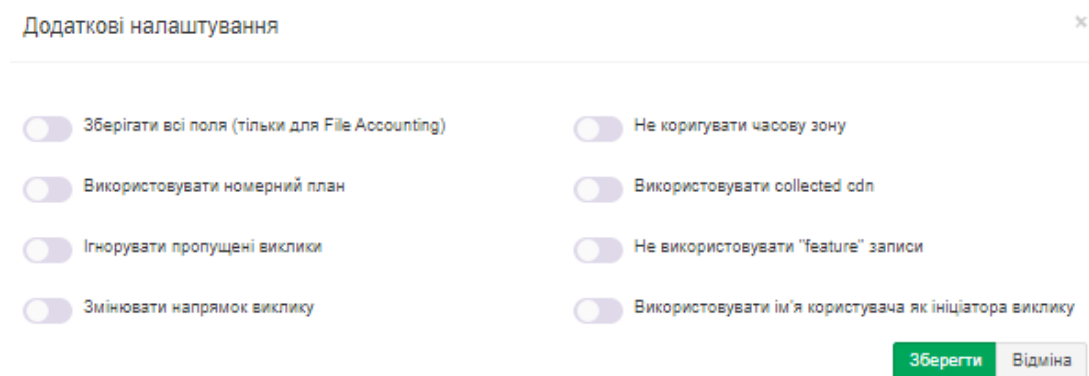 Додаткові налаштування
×
Зберігати всі поля (тільки для File Accounting)
Не коригувати часову зону
Використовувати номерний план
Використовувати collected cdn
Ігнорувати пропущені виклики
Не використовувати "feature" записи
Змінювати напрямок виклику
Використовувати ім'я користувача як ініціатора виклику
Зберегти
Відміна